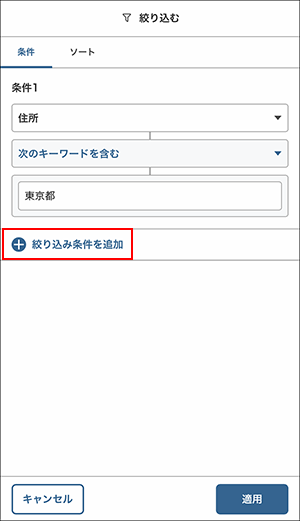 絞り込む
条件 ソート
条件1
住所
次のキーワードを含む
東京都
絞り込み条件を追加
キャンセル 適用